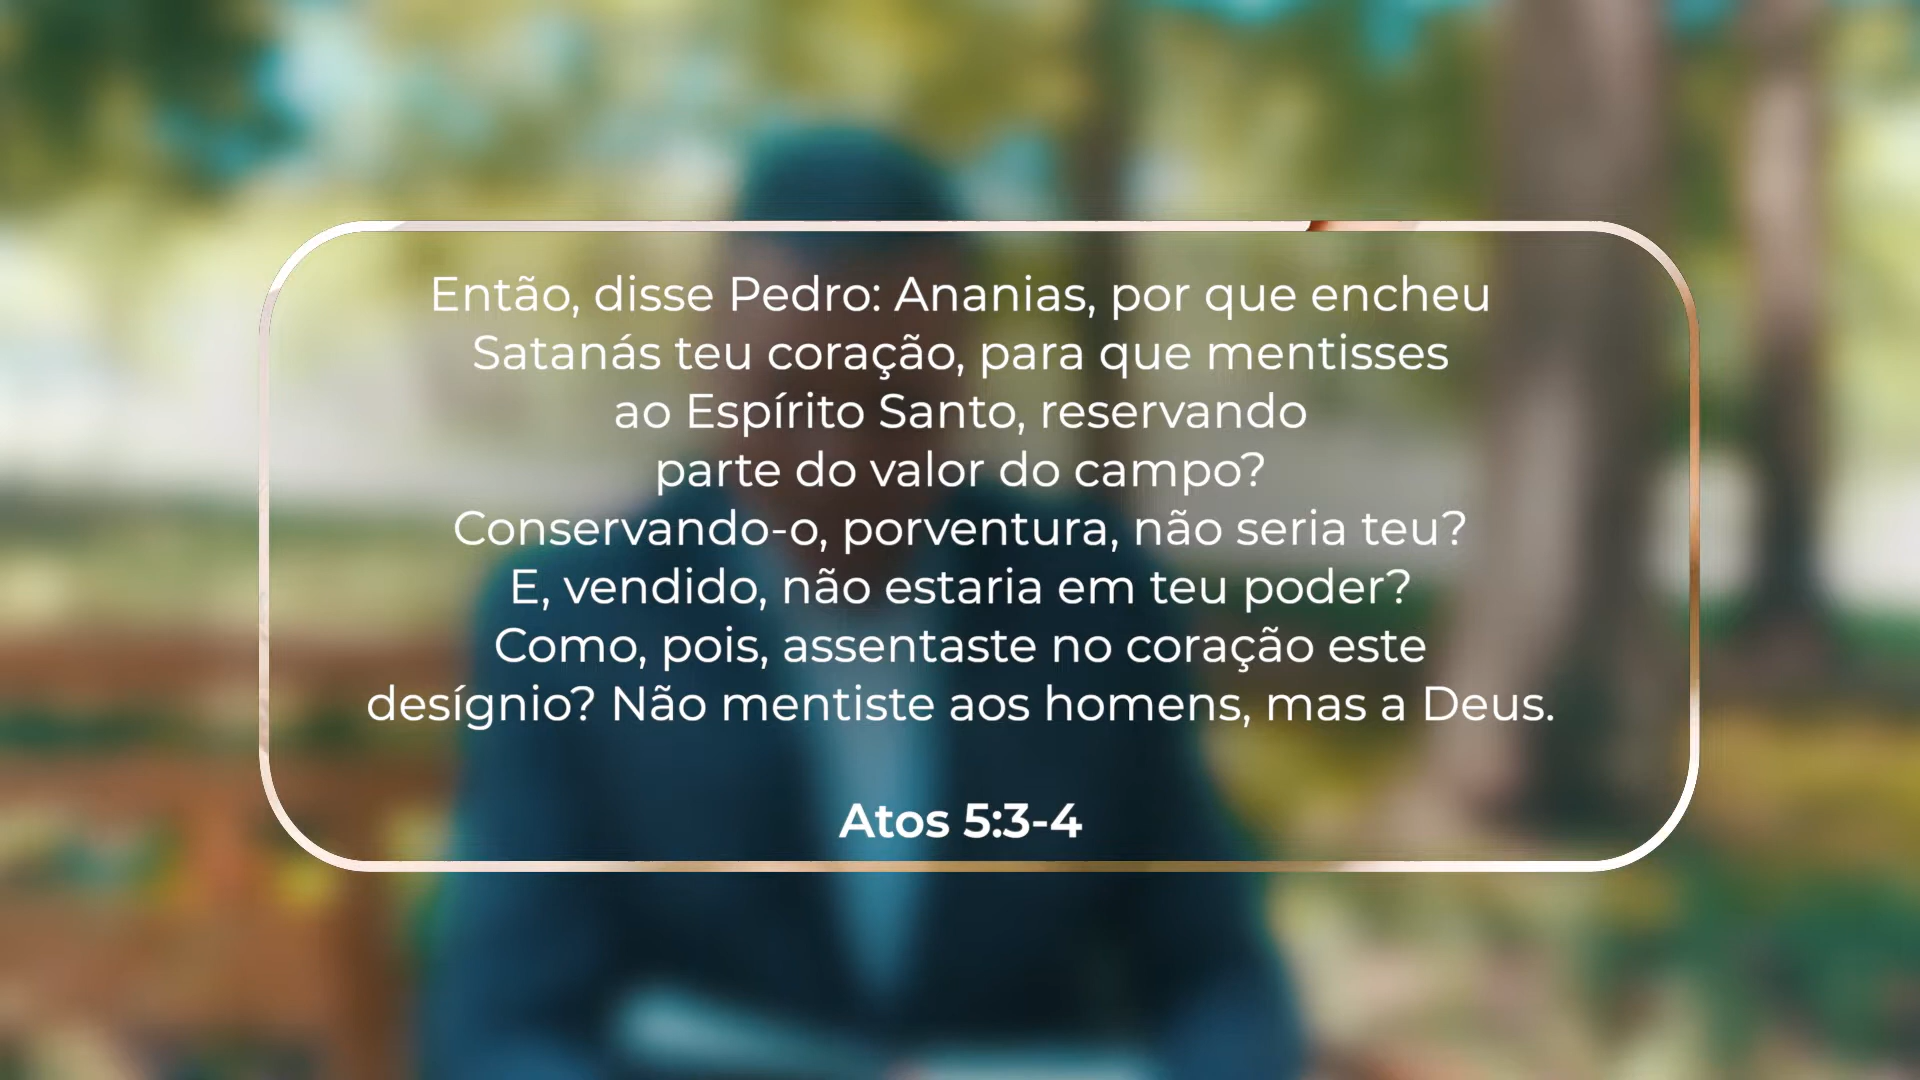 Então, disse Pedro: Ananias, por que encheu
Satanás teu coração, para que mentisses
ao Espírito Santo, reservando
parte do valor do campo?
Conservando-o, porventura, não seria teu?
E, vendido, não estaria em teu poder?
Como, pois, assentaste no coração este
desígnio? Não mentiste aos homens, mas a Deus.
Atos 5:3-4